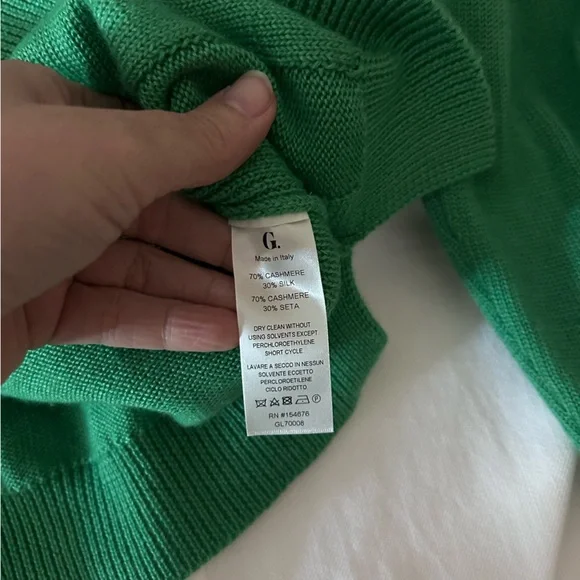 G.
Made in Italy
70% CASHMERE
30% SILK
70% CASHMERE
30% SETA
DRY CLEAN WITHOUT
USING SOLVENTS EXCEPT
PERCHLOROETHYLENE
SHORT CYCLE
LAVARE A SECCO IN NESSUN
SOLVENTE ECCETTO
PERCLOROETILENE
CICLO RIDOTTO
P
RN #154676
GL70008